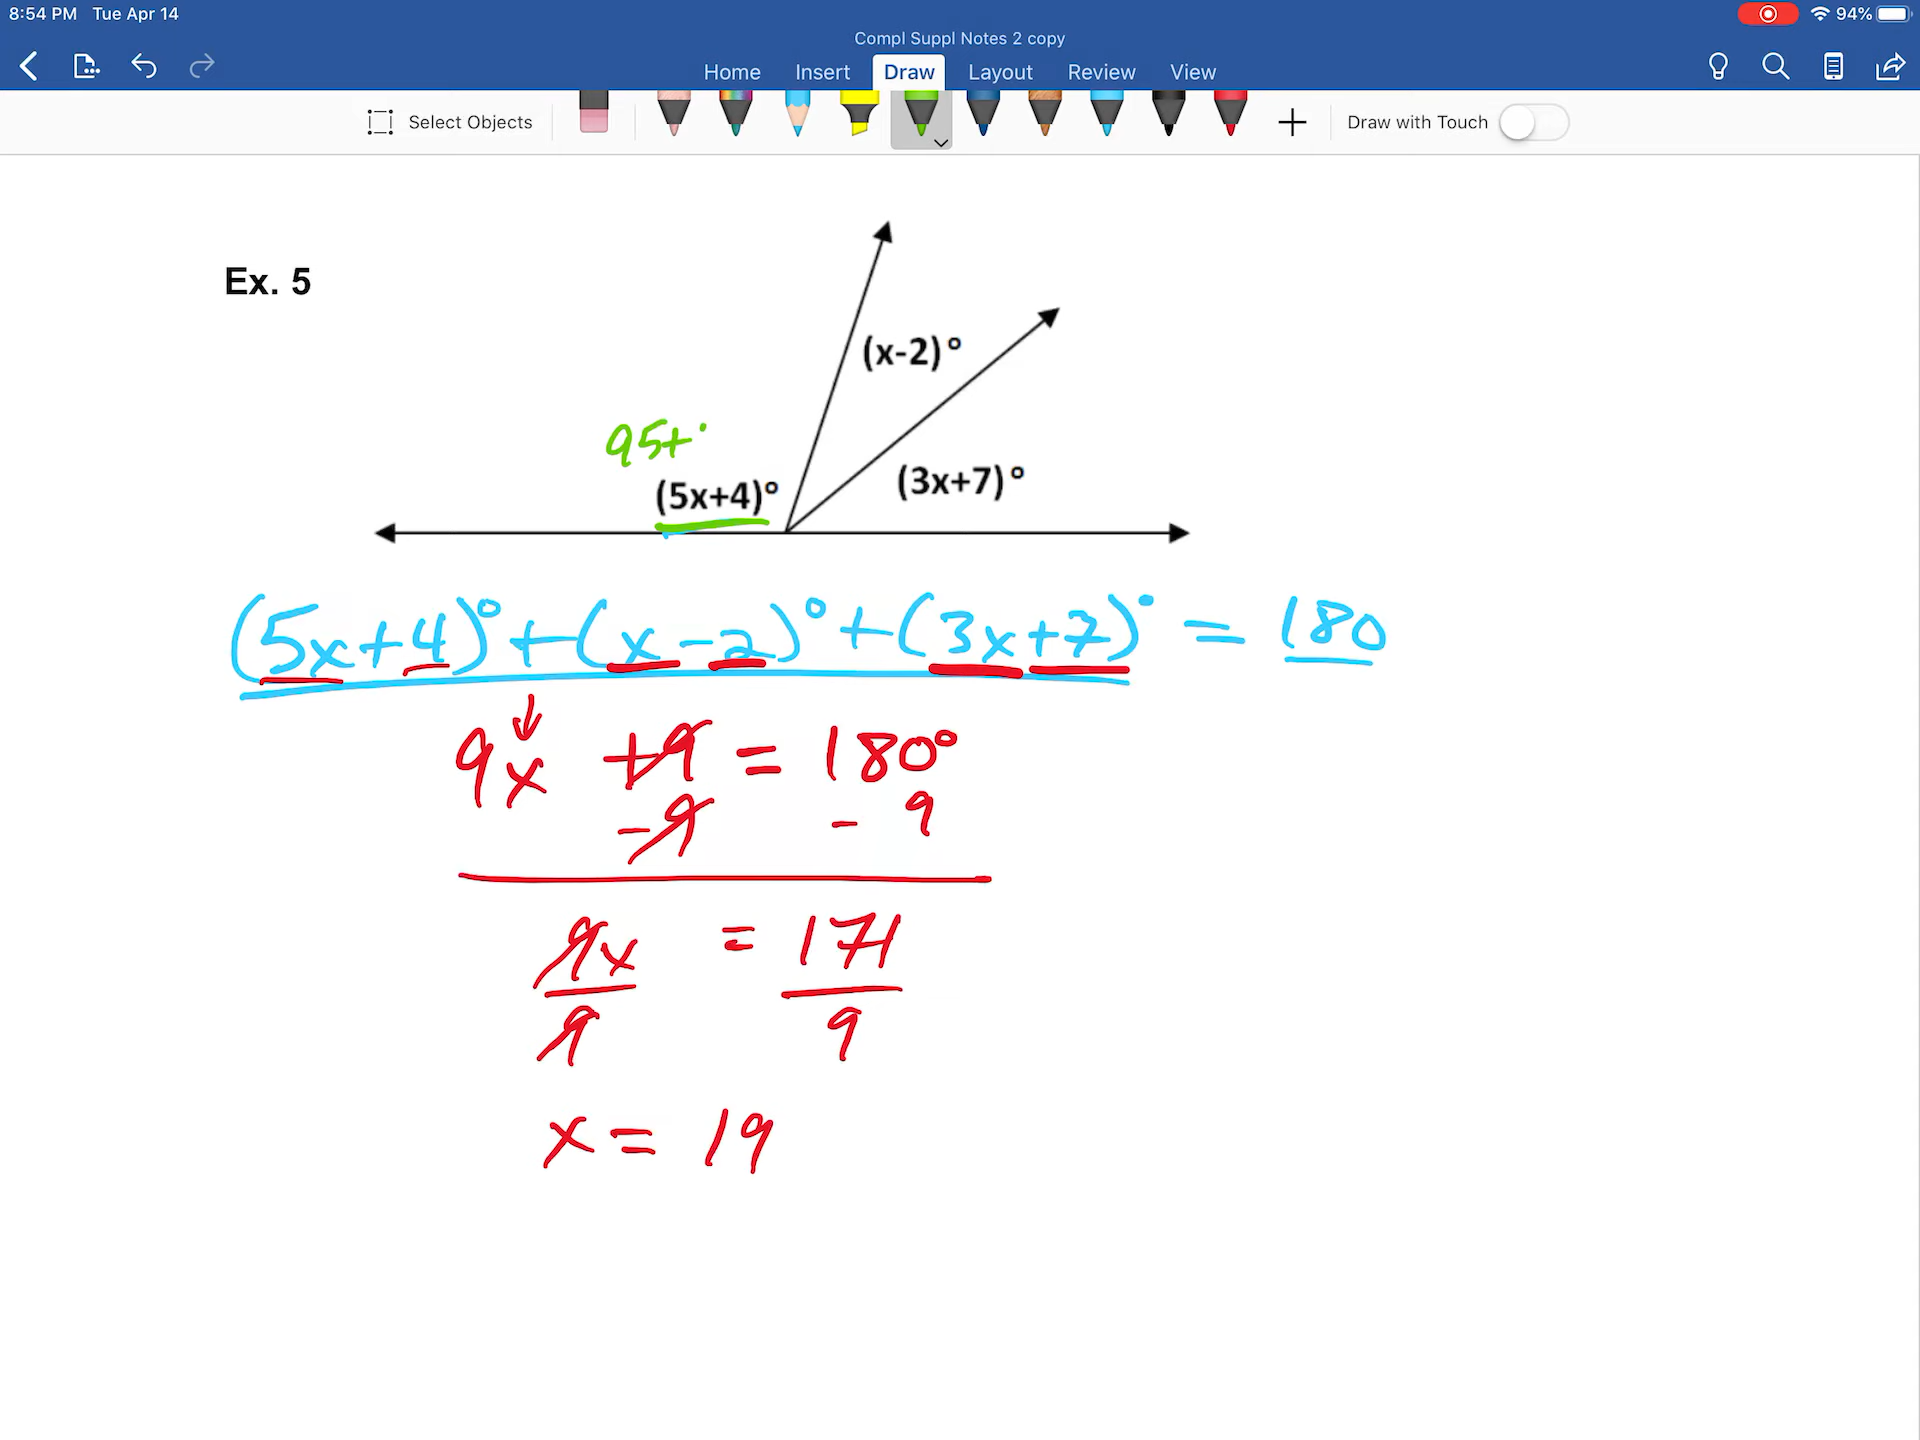 8:54 PM Tue Apr 14
94%
Compl Suppl Notes 2 copy
Home Insert Draw Layout Review View
Select Objects
Draw with Touch
Ex. 5
(x-2)°
95+
(5x+4)°
(3x+7)°
(5x+4)° + (x-2)° + (3x+7)° = 180
9x +9 = 180°
-9 - 9
9x = 171
9 9
x = 19